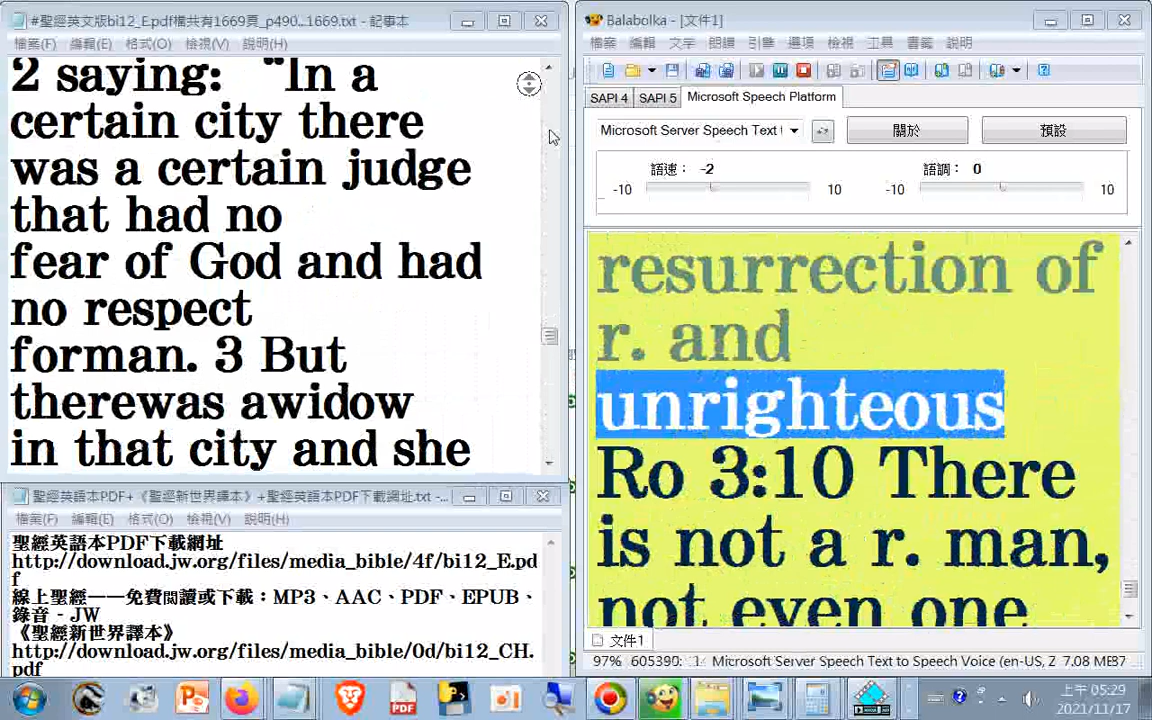 #聖經英文版bi12_E.pdf檔共有1669頁_p490...1669.txt - 記事本
檔案(F) 編輯(E) 格式(O) 檢視(V) 說明(H)
2 saying: “In a
certain city there
was a certain judge
that had no
fear of God and had
no respect
forman. 3 But
therewas awidow
in that city and she
聖經英語本PDF+《聖經新世界譯本》+聖經英語本PDF下載網址.txt -...
檔案(F) 編輯(E) 格式(O) 檢視(V) 說明(H)
聖經英語本PDF下載網址
http://download.jw.org/files/media_bible/4f/bi12_E.pd
f
線上聖經——免費閱讀或下載：MP3、AAC、PDF、EPUB、
錄音 - JW
《聖經新世界譯本》
http://download.jw.org/files/media_bible/0d/bi12_CH.
pdf
Balabolka - [文件1]
檔案 編輯 文字 朗讀 引擎 選項 檢視 工具 書籤 說明
SAPI 4 SAPI 5 Microsoft Speech Platform
Microsoft Server Speech Text
關於 預設
語速： -2 語調： 0
-10 10 -10 10
resurrection of
r. and
unrighteous
Ro 3:10 There
is not a r. man,
not even one
文件1
97% 605390: Microsoft Server Speech Text to Speech Voice (en-US, Z 7.08 MB
PDF
上午 05:29
2021/11/17